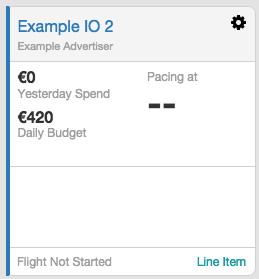 Example IO 2
Example Advertiser
€0
Yesterday Spend
€420
Daily Budget
Pacing at
--
Flight Not Started
Line Item